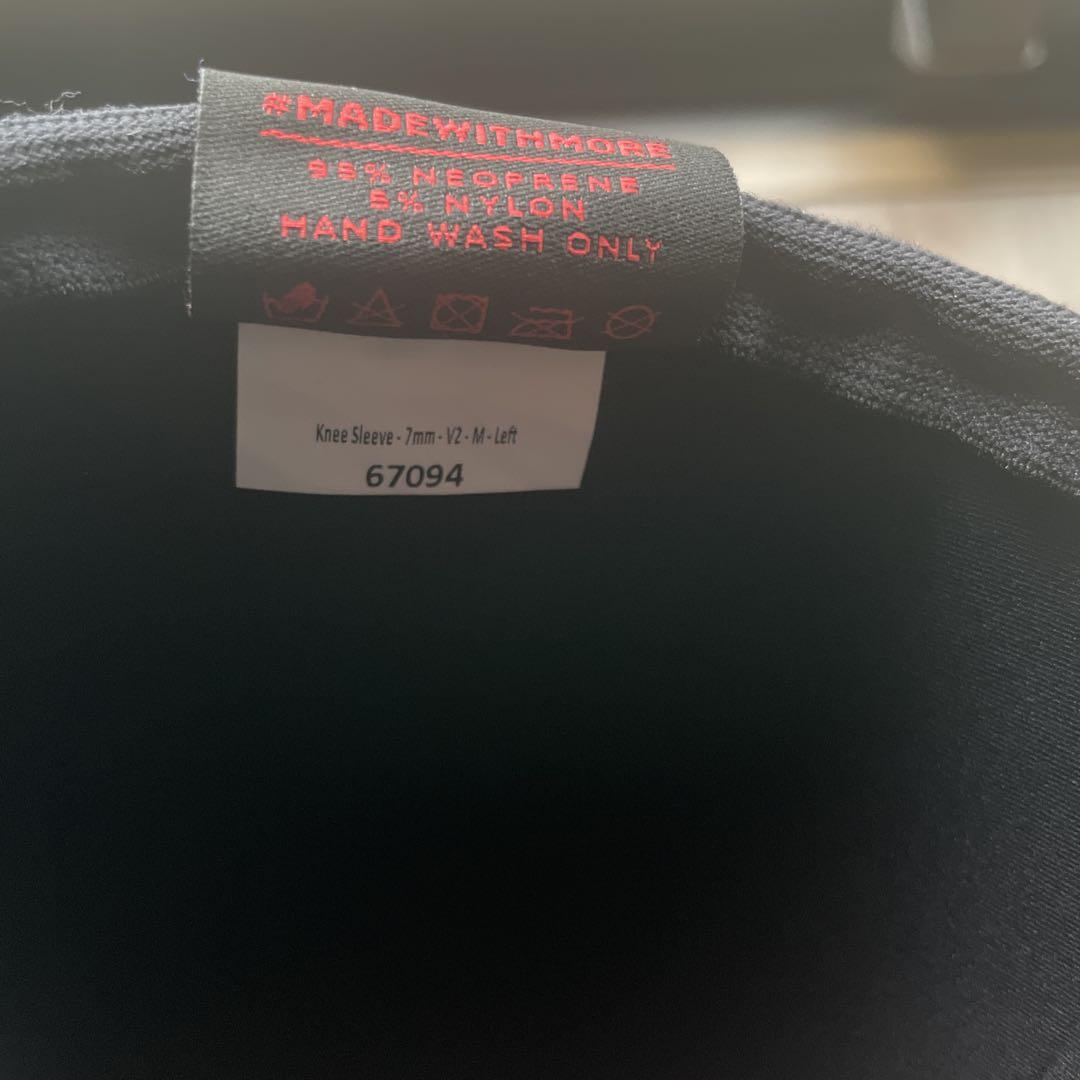 #MADEWITHMORE
95% NEOPRENE
5% NYLON
HAND WASH ONLY
Knee Sleeve - 7mm - V2 - M - Left
67094